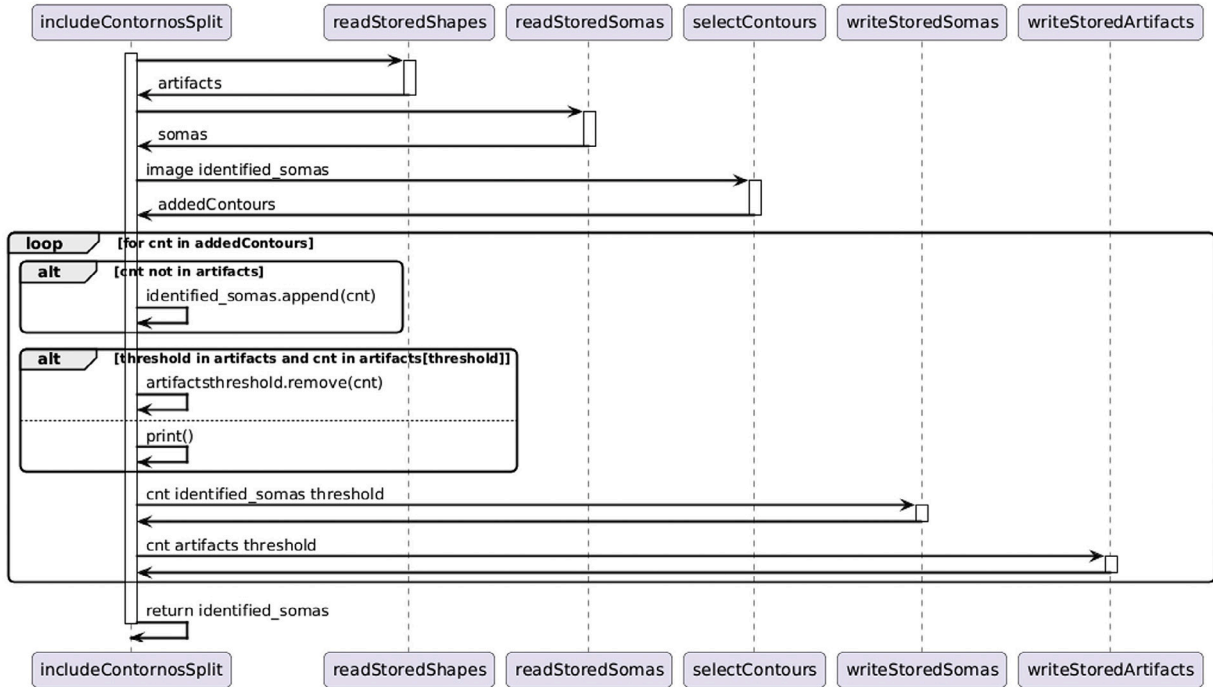 includeContornosSplit readStoredShapes readStoredSomas selectContours writeStoredSomas writeStoredArtifacts
artifacts
somas
image identified_somas
addedContours
loop [for cnt in addedContours]
alt [cnt not in artifacts]
identified_somas.append(cnt)
alt [threshold in artifacts and cnt in artifacts[threshold]]
artifactsthreshold.remove(cnt)
print()
cnt identified_somas threshold
cnt artifacts threshold
return identified_somas
includeContornosSplit readStoredShapes readStoredSomas selectContours writeStoredSomas writeStoredArtifacts